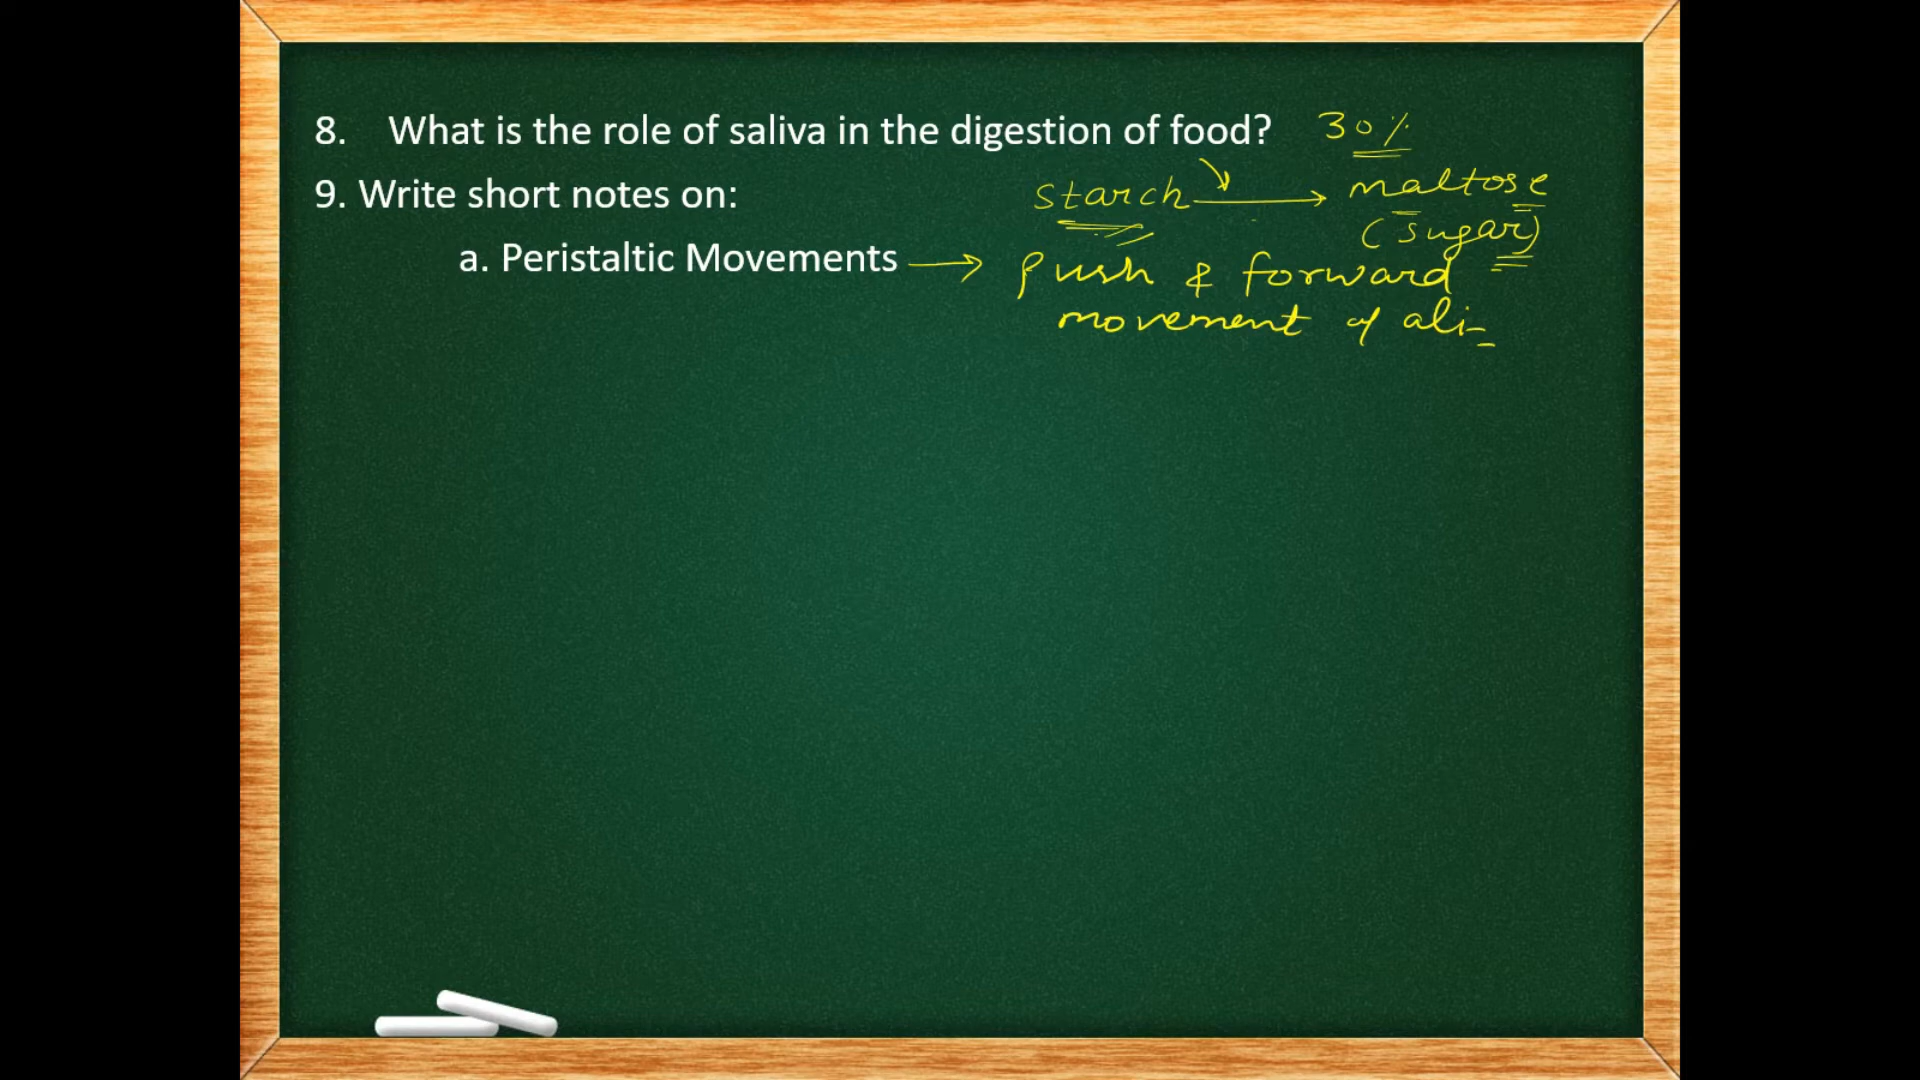 8. What is the role of saliva in the digestion of food? 30%
starch → maltose
9. Write short notes on:
(sugar)
a. Peristaltic Movements → push & forward
movement of ali-